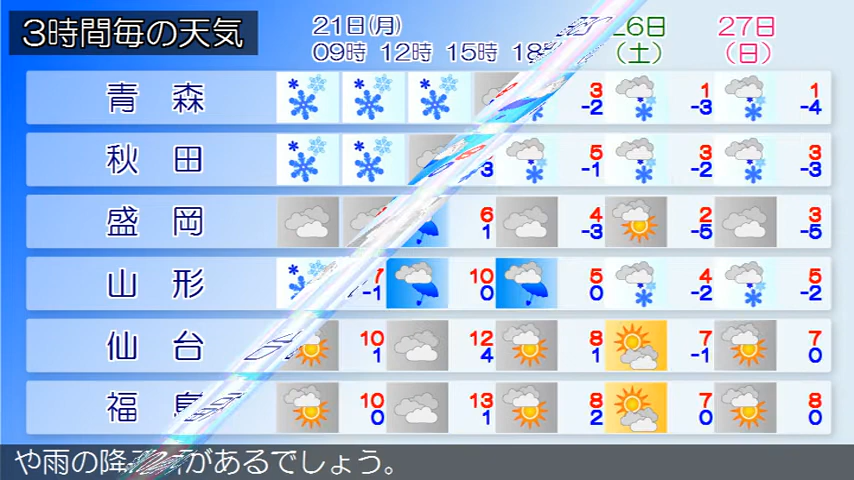 3時間毎の天気
21日(月) 26日 27日
09時 12時 15時 18時 (土) (日)
青 森 3 -2 1 -3 1 -4
秋 田 3 5 -1 3 -2 3 -3
盛 岡 6 1 4 -3 2 -5 3 -5
山 形 7 -1 10 0 5 0 4 -2 5 -2
仙 台 10 1 12 4 8 1 7 -1 7 0
福 島 10 0 13 1 8 2 7 0 8 0
や雨の降 があるでしょう。